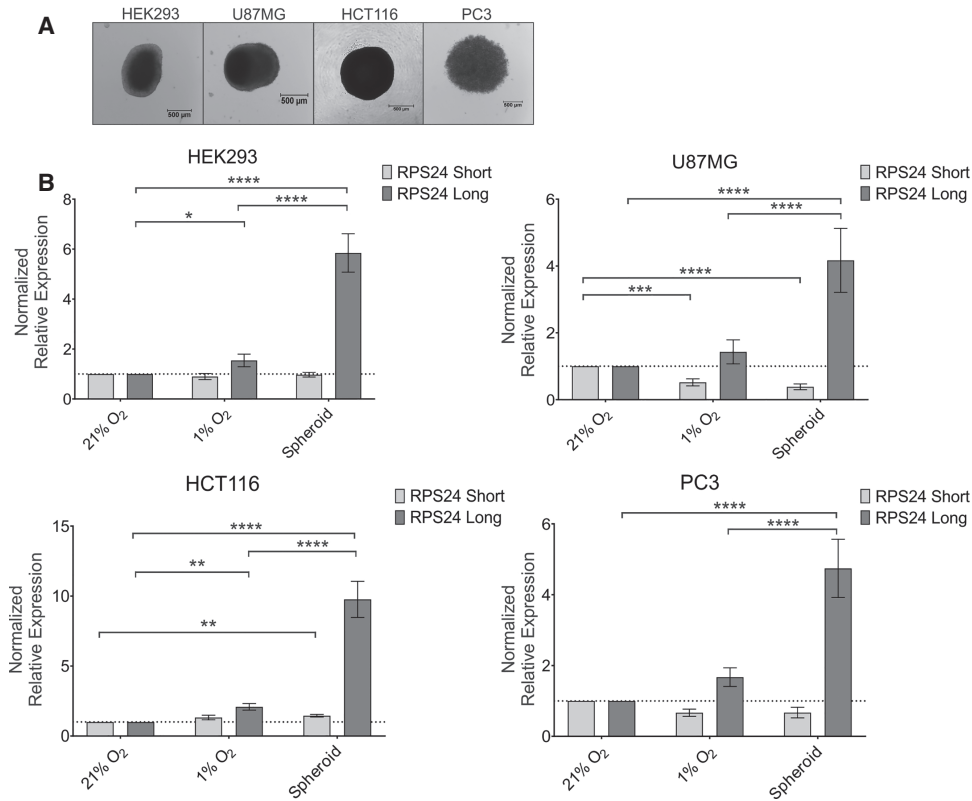 A
HEK293 U87MG HCT116 PC3
500 µm 500 µm 500 µm 500 µm
B
HEK293
RPS24 Short
RPS24 Long
Normalized
Relative Expression
8
6
4
2
0
****
****
*
21% O2 1% O2 Spheroid
U87MG
RPS24 Short
RPS24 Long
Normalized
Relative Expression
6
4
2
0
****
****
****
***
21% O2 1% O2 Spheroid
HCT116
RPS24 Short
RPS24 Long
Normalized
Relative Expression
15
10
5
0
****
****
**
**
21% O2 1% O2 Spheroid
PC3
RPS24 Short
RPS24 Long
Normalized
Relative Expression
6
4
2
0
****
****
21% O2 1% O2 Spheroid